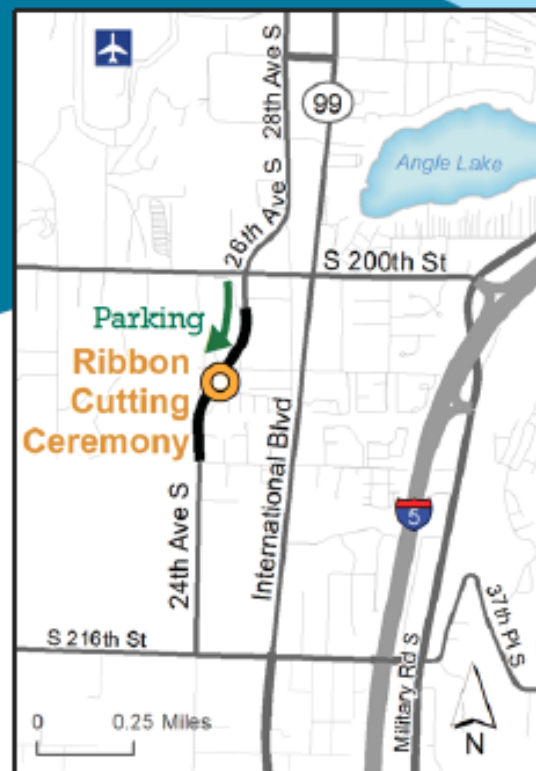 28th Ave S
99
Angle Lake
26th Ave S
S 200th St
Parking
Ribbon
Cutting
Ceremony
International Blvd
24th Ave S
5
S 216th St
37th Pl S
Military Rd S
0 0.25 Miles
N